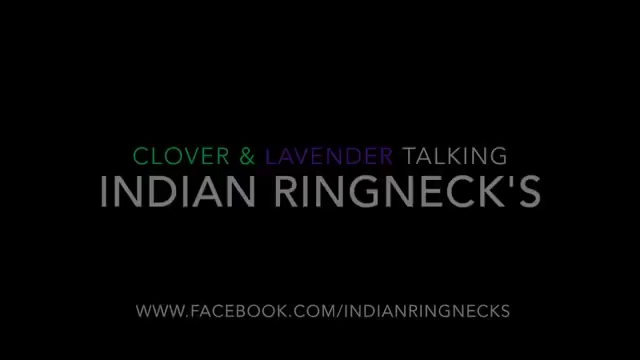 CLOVER & LAVENDER TALKING
INDIAN RINGNECK'S
WWW.FACEBOOK.COM/INDIANRINGNECKS